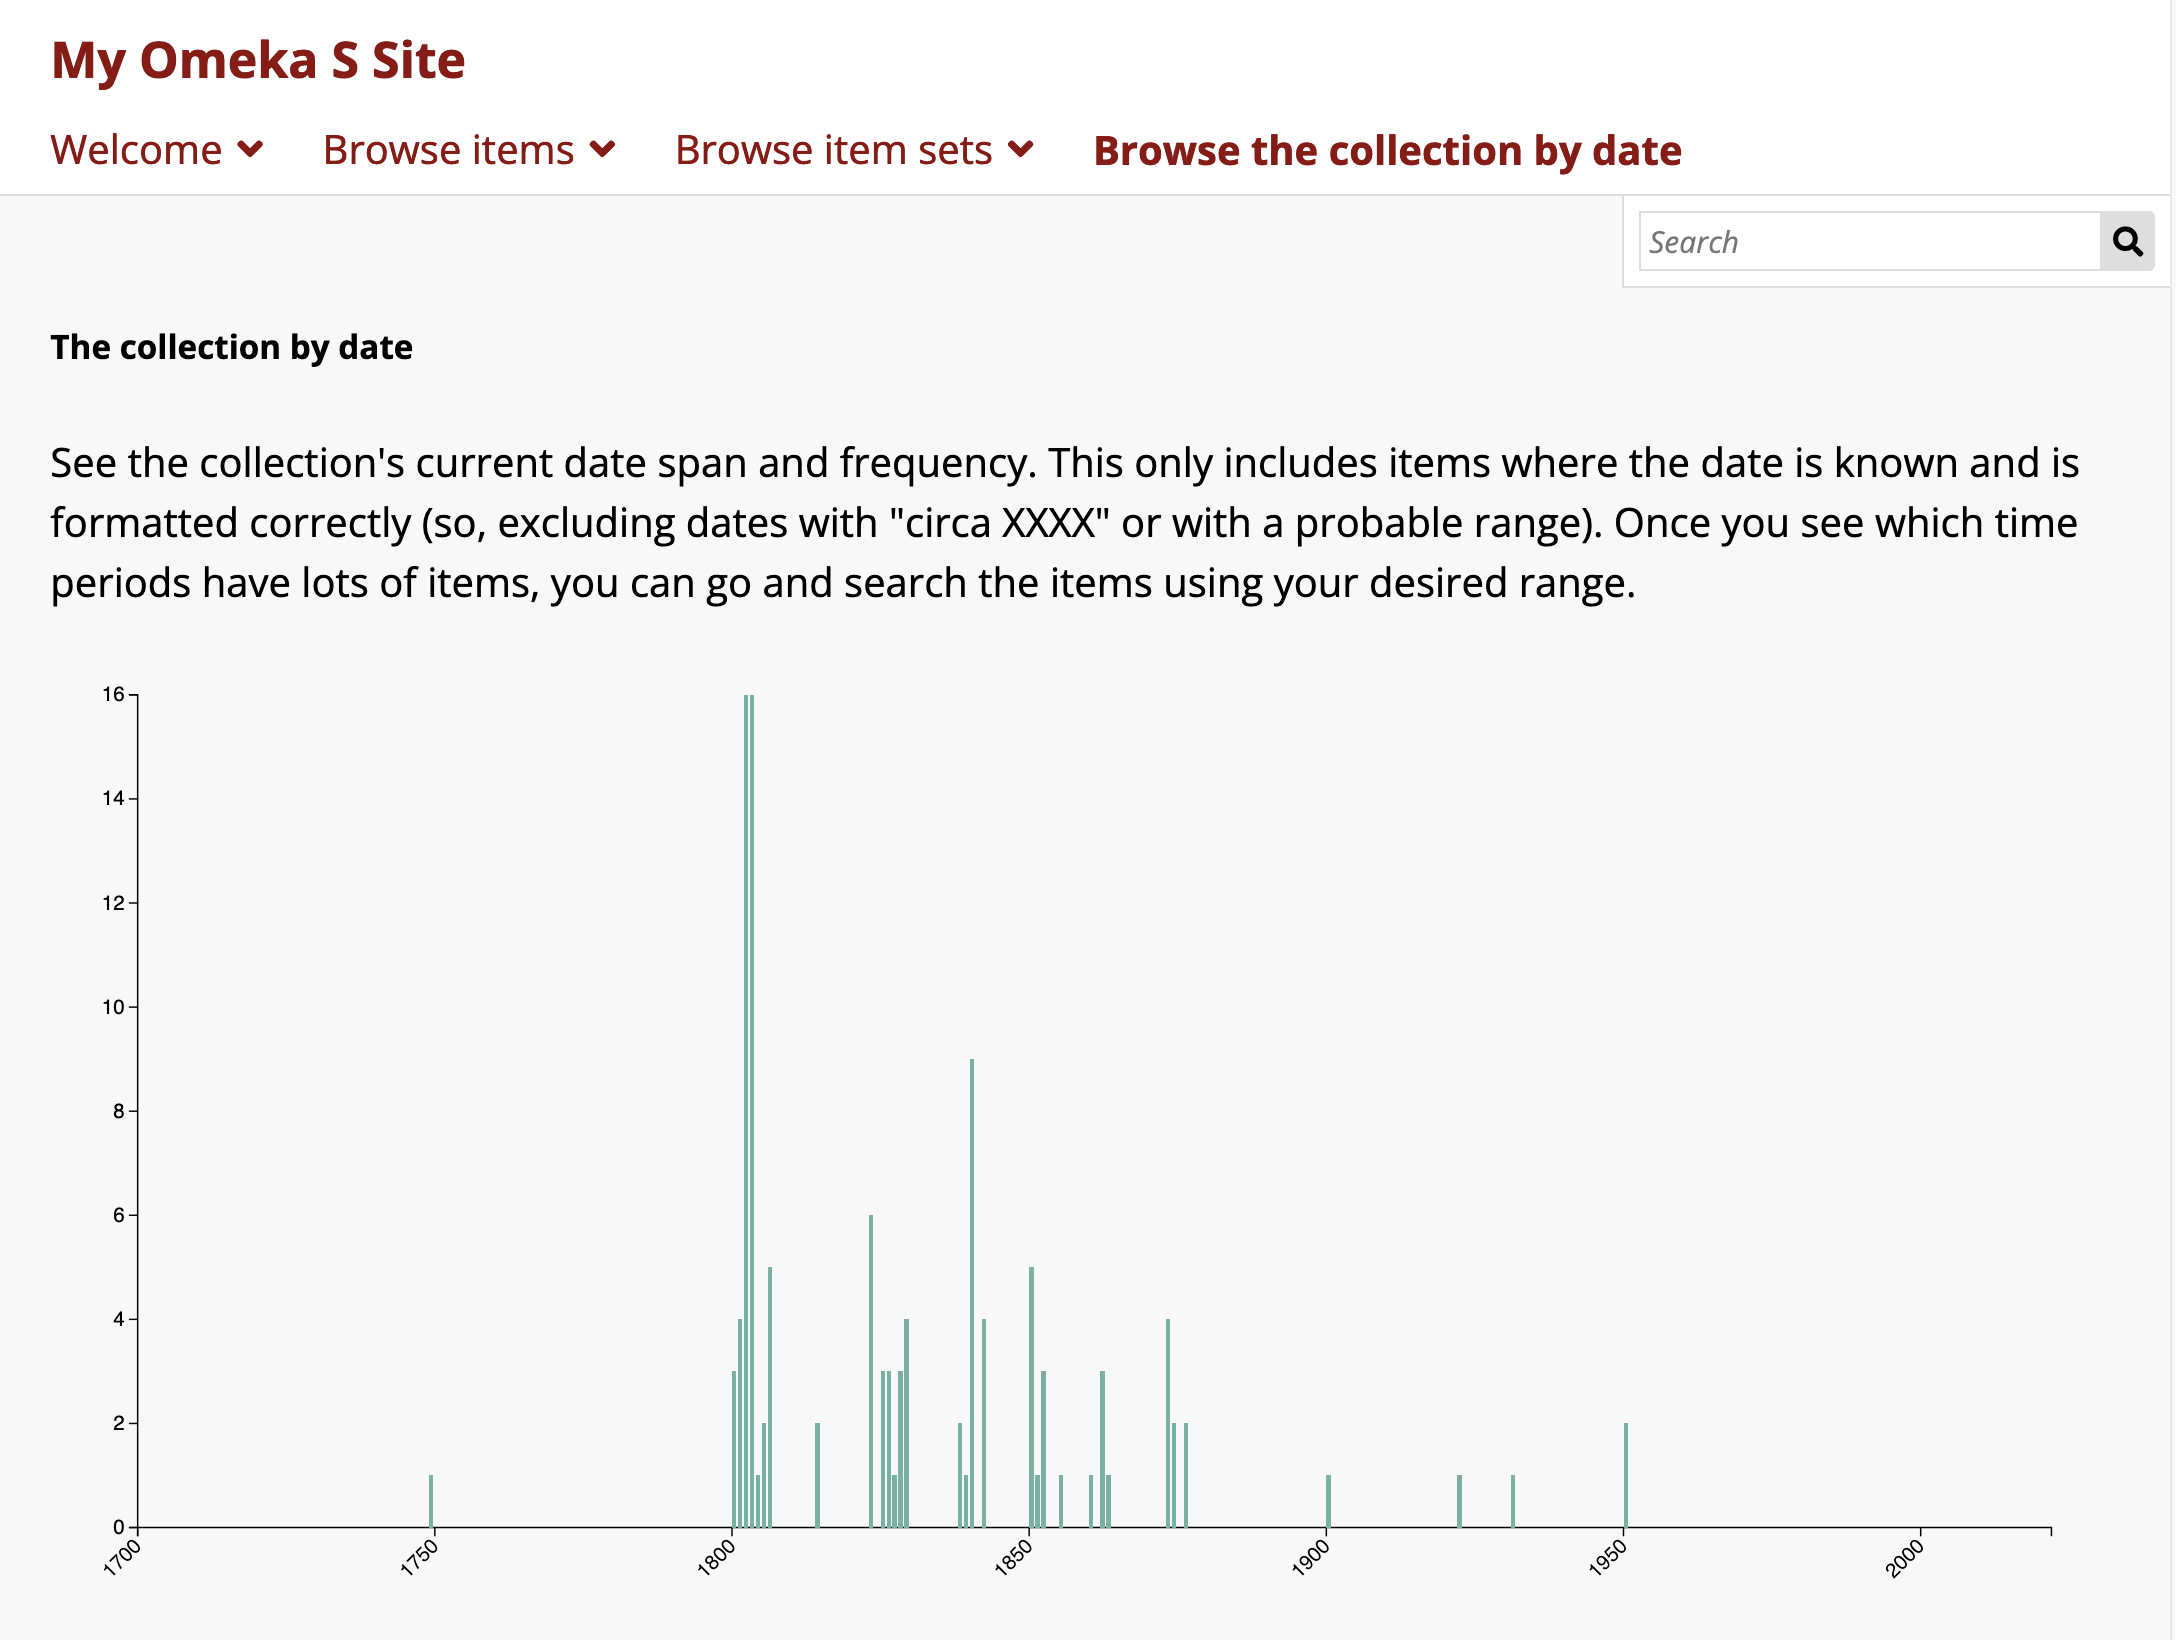 My Omeka S Site
Welcome Browse items Browse item sets Browse the collection by date
Search
The collection by date
See the collection's current date span and frequency. This only includes items where the date is known and is
formatted correctly (so, excluding dates with "circa XXXX" or with a probable range). Once you see which time
periods have lots of items, you can go and search the items using your desired range.
16
14
12
10
8
6
4
2
0
1700 1750 1800 1850 1900 1950 2000